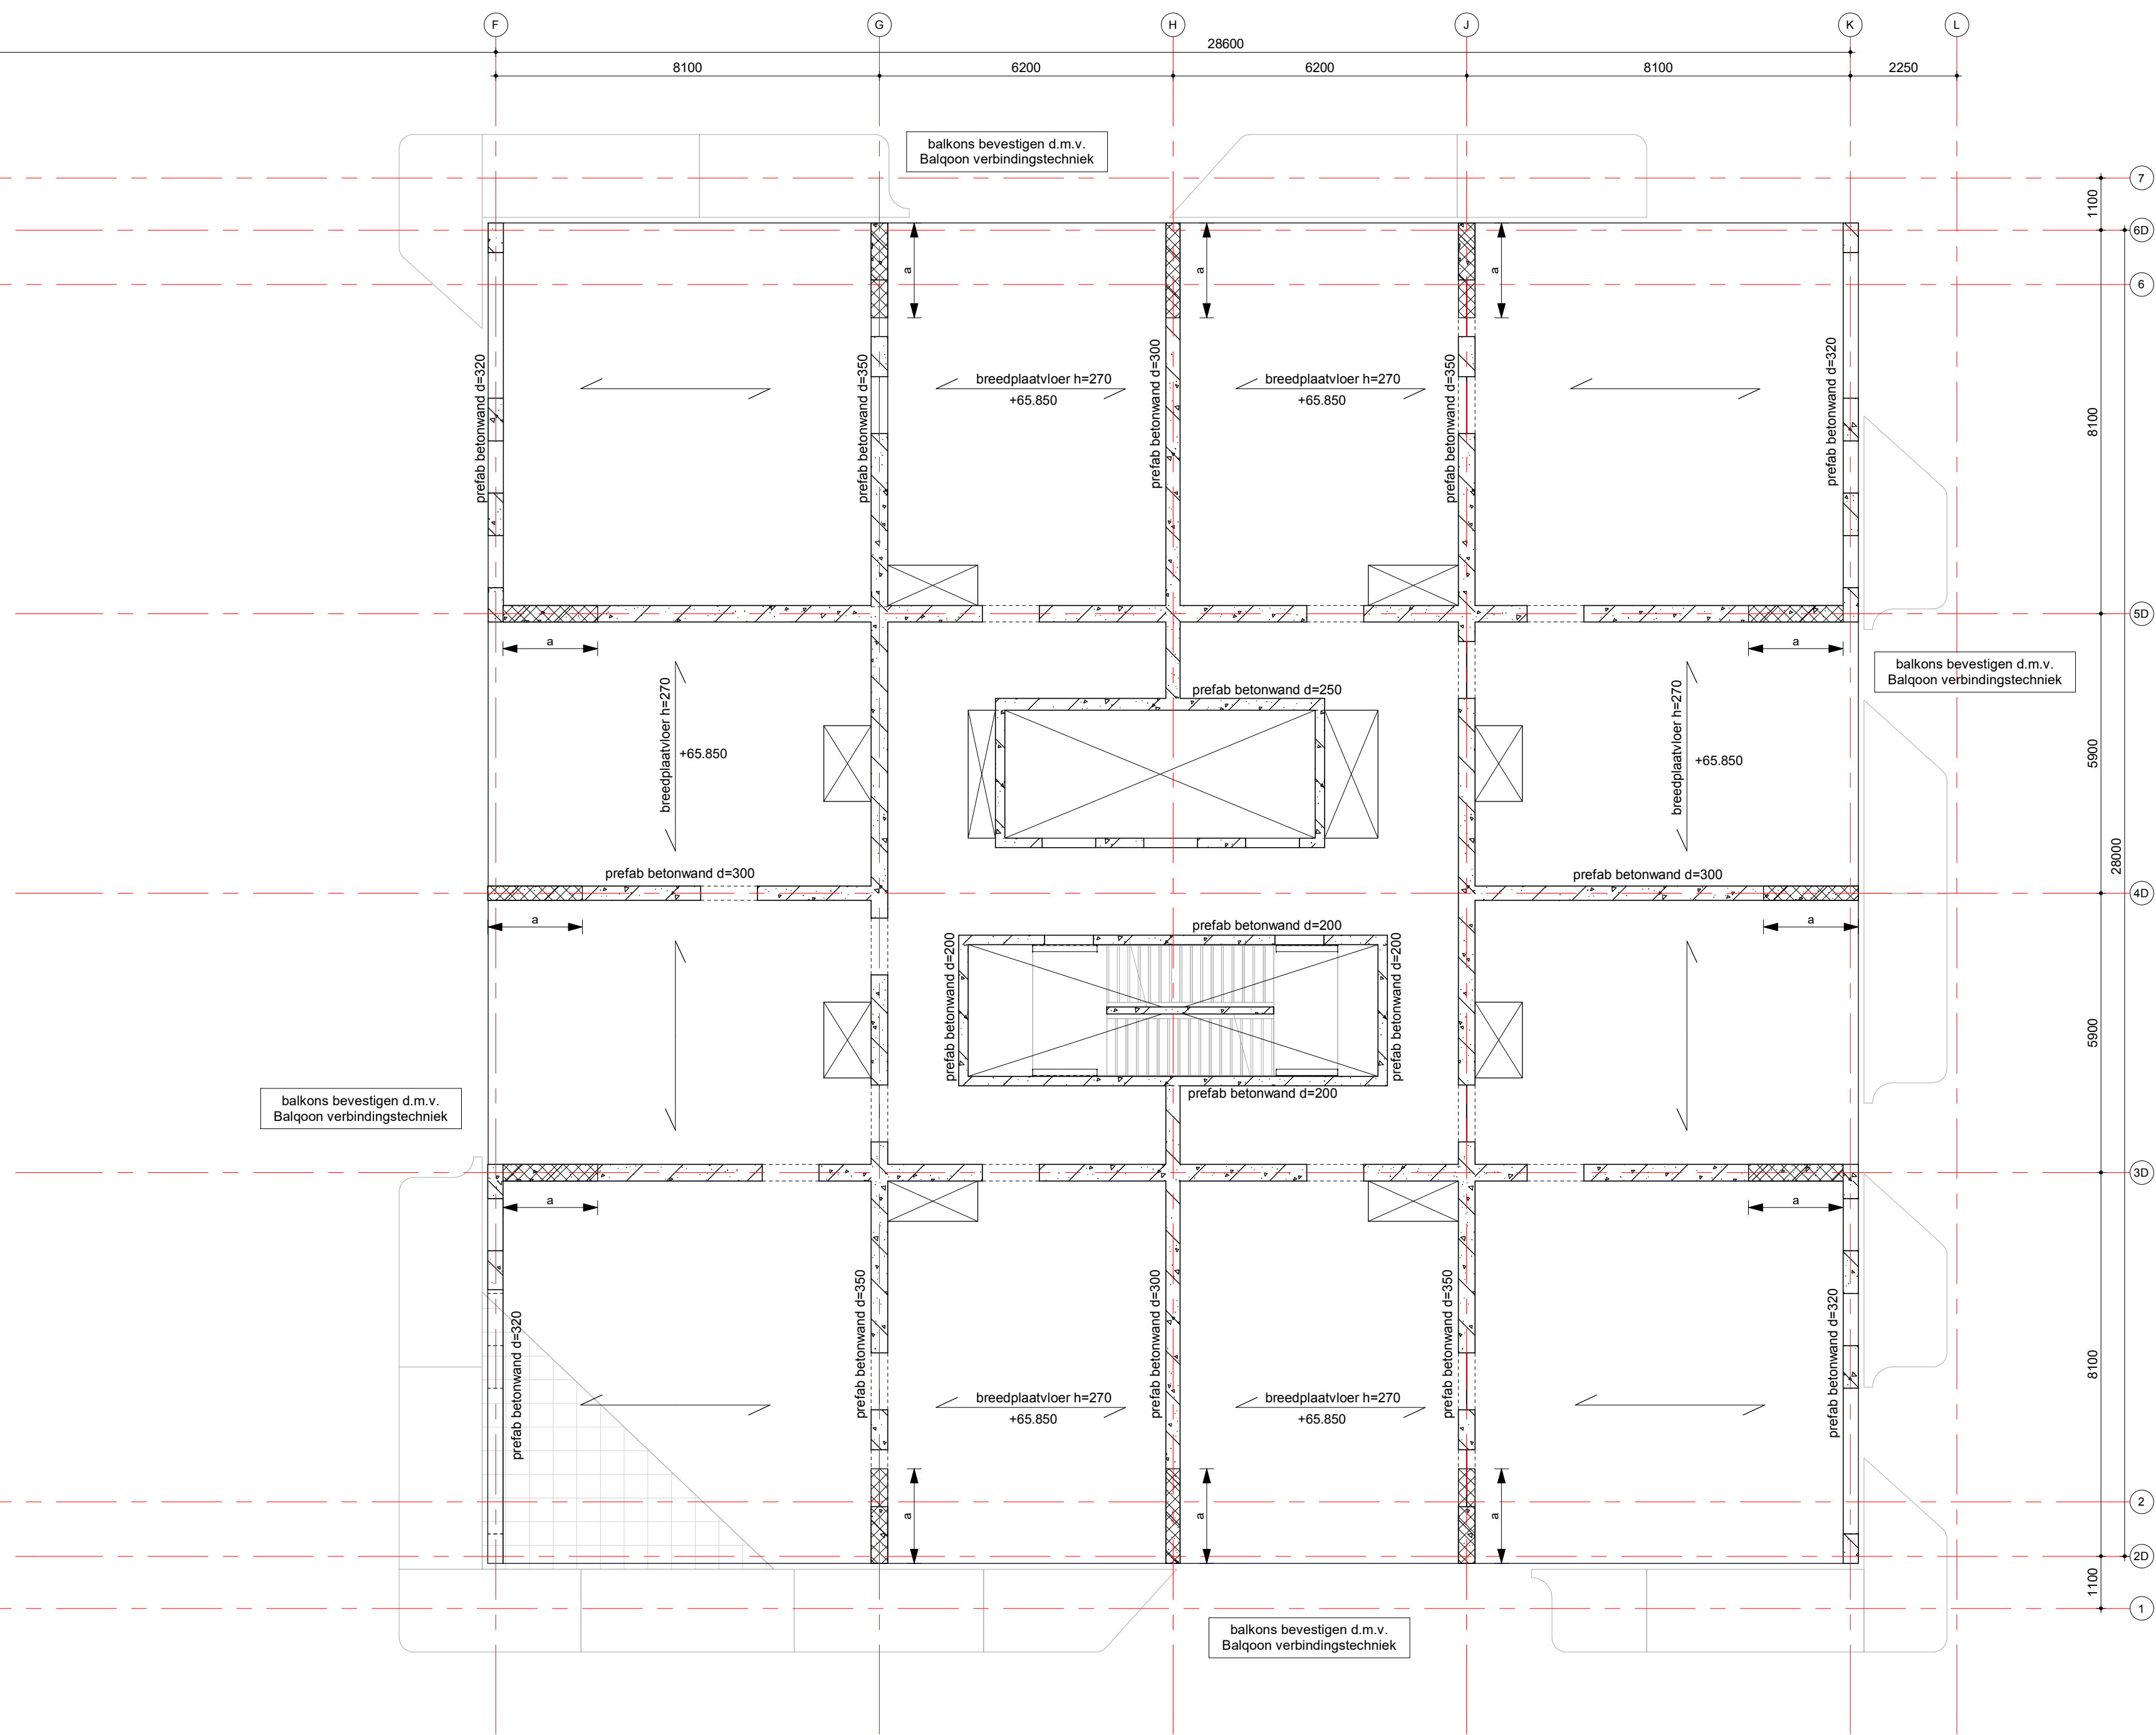 F
G
H
J
K
L
28600
8100
6200
6200
8100
2250
balkons bevestigen d.m.v.
Balqoon verbindingstechniek
7
1100
6D
6
a
a
a
prefab betonwand d=320
prefab betonwand d=350
prefab betonwand d=300
prefab betonwand d=350
prefab betonwand d=320
breedplaatvloer h=270
+65.850
breedplaatvloer h=270
+65.850
8100
5D
a
a
balkons bevestigen d.m.v.
Balqoon verbindingstechniek
prefab betonwand d=250
breedplaatvloer h=270
+65.850
breedplaatvloer h=270
+65.850
5900
28000
prefab betonwand d=300
prefab betonwand d=300
4D
a
a
prefab betonwand d=200
prefab betonwand d=200
prefab betonwand d=200
prefab betonwand d=200
5900
balkons bevestigen d.m.v.
Balqoon verbindingstechniek
3D
a
a
prefab betonwand d=320
prefab betonwand d=350
prefab betonwand d=300
prefab betonwand d=350
prefab betonwand d=320
breedplaatvloer h=270
+65.850
breedplaatvloer h=270
+65.850
8100
2
a
a
a
2D
1100
1
balkons bevestigen d.m.v.
Balqoon verbindingstechniek